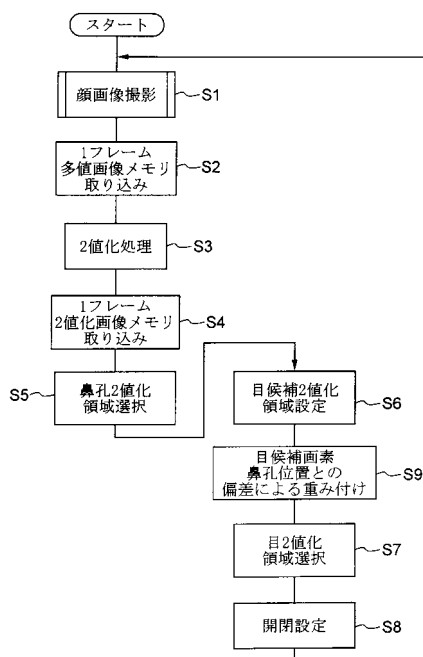 スタート
顔画像撮影
S1
1フレーム
多値画像メモリ
取り込み
S2
2値化処理
S3
1フレーム
2値化画像メモリ
取り込み
S4
鼻孔2値化
領域選択
S5
目候補2値化
領域設定
S6
目候補画素
鼻孔位置との
偏差による重み付け
S9
目2値化
領域選択
S7
開閉設定
S8